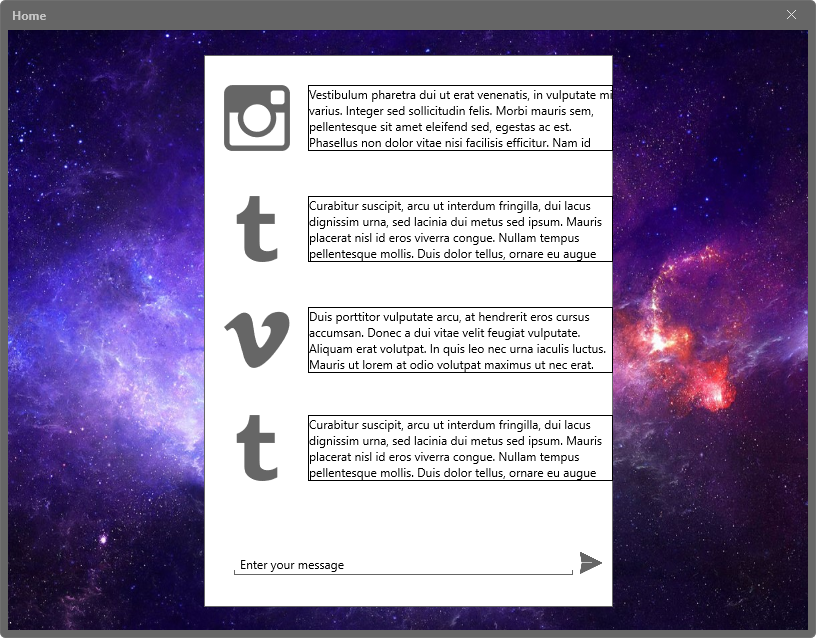 Home
Vestibulum pharetra dui ut erat venenatis, in vulputate mi
varius. Integer sed sollicitudin felis. Morbi mauris sem,
pellentesque sit amet eleifend sed, egestas ac est.
Phasellus non dolor vitae nisi facilisis efficitur. Nam id
Curabitur suscipit, arcu ut interdum fringilla, dui lacus
dignissim urna, sed lacinia dui metus sed ipsum. Mauris
placerat nisl id eros viverra congue. Nullam tempus
pellentesque mollis. Duis dolor tellus, ornare eu augue
Duis porttitor vulputate arcu, at hendrerit eros cursus
accumsan. Donec a dui vitae velit feugiat vulputate.
Aliquam erat volutpat. In quis leo nec urna iaculis luctus.
Mauris ut lorem at odio volutpat maximus ut nec erat.
Curabitur suscipit, arcu ut interdum fringilla, dui lacus
dignissim urna, sed lacinia dui metus sed ipsum. Mauris
placerat nisl id eros viverra congue. Nullam tempus
pellentesque mollis. Duis dolor tellus, ornare eu augue
Enter your message